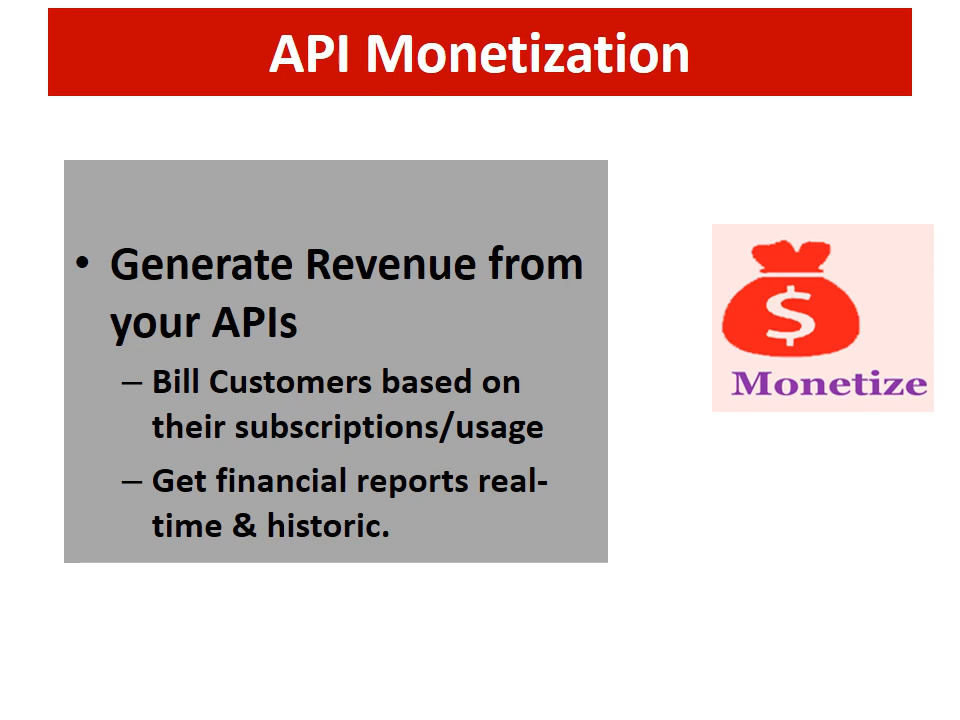 API Monetization
• Generate Revenue from
your APIs
– Bill Customers based on
their subscriptions/usage
– Get financial reports real-
time & historic.
$
Monetize